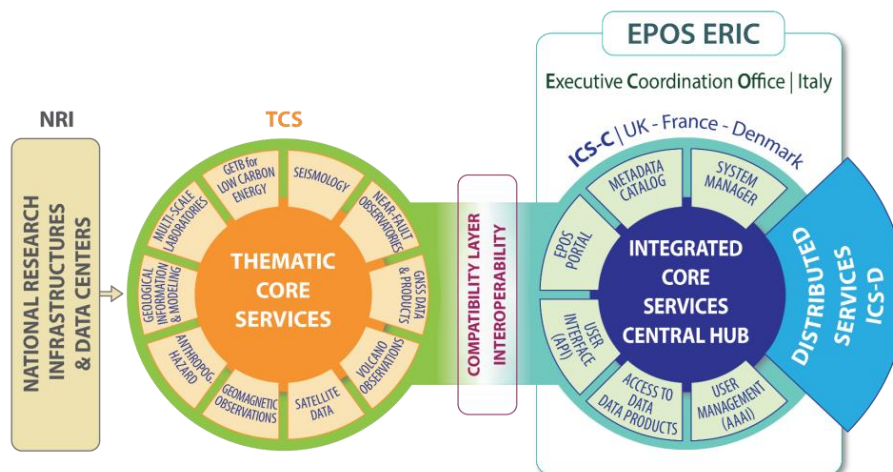 EPOS ERIC
Executive Coordination Office | Italy
NRI
NATIONAL RESEARCH
INFRASTRUCTURES
& DATA CENTERS
TCS
THEMATIC
CORE
SERVICES
SEISMOLOGY
NEAR-FAULT
OBSERVATORIES
GNSS DATA
& PRODUCTS
VOLCANO
OBSERVATIONS
SATELLITE
DATA
GEOMAGNETIC
OBSERVATIONS
ANTHROPOG.
HAZARD
GEOLOGICAL
INFORMATION
& MODELING
MULTI-SCALE
LABORATORIES
GETB for
LOW CARBON
ENERGY
COMPATIBILITY LAYER
INTEROPERABILITY
ICS-C | UK - France - Denmark
INTEGRATED
CORE
SERVICES
CENTRAL HUB
METADATA
CATALOG
SYSTEM
MANAGER
EPOS
PORTAL
USER
INTERFACE
(API)
ACCESS TO
DATA
DATA PRODUCTS
USER
MANAGEMENT
(AAAI)
DISTRIBUTED
SERVICES
ICS-D